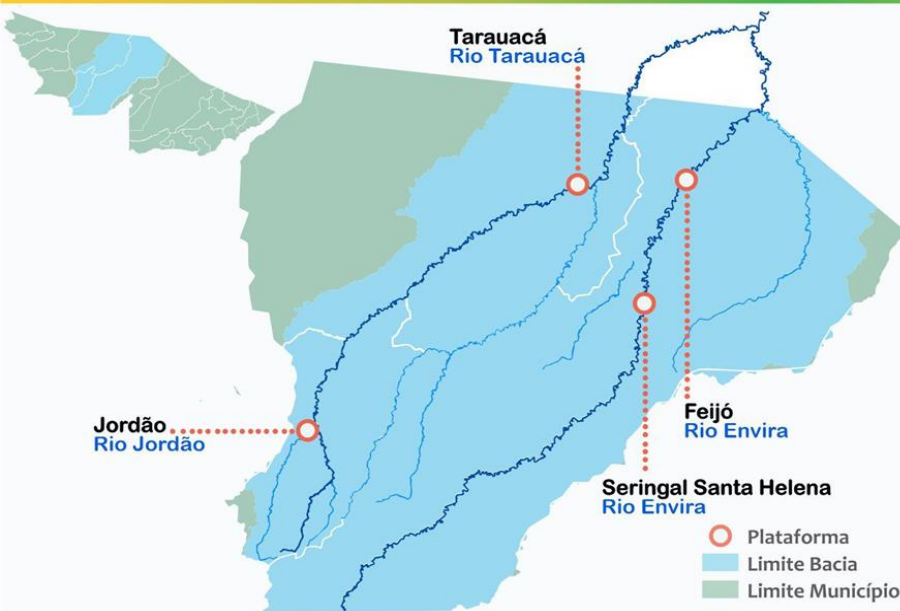 Tarauacá
Rio Tarauacá
Jordão
Rio Jordão
Feijó
Rio Envira
Seringal Santa Helena
Rio Envira
Plataforma
Limite Bacia
Limite Município